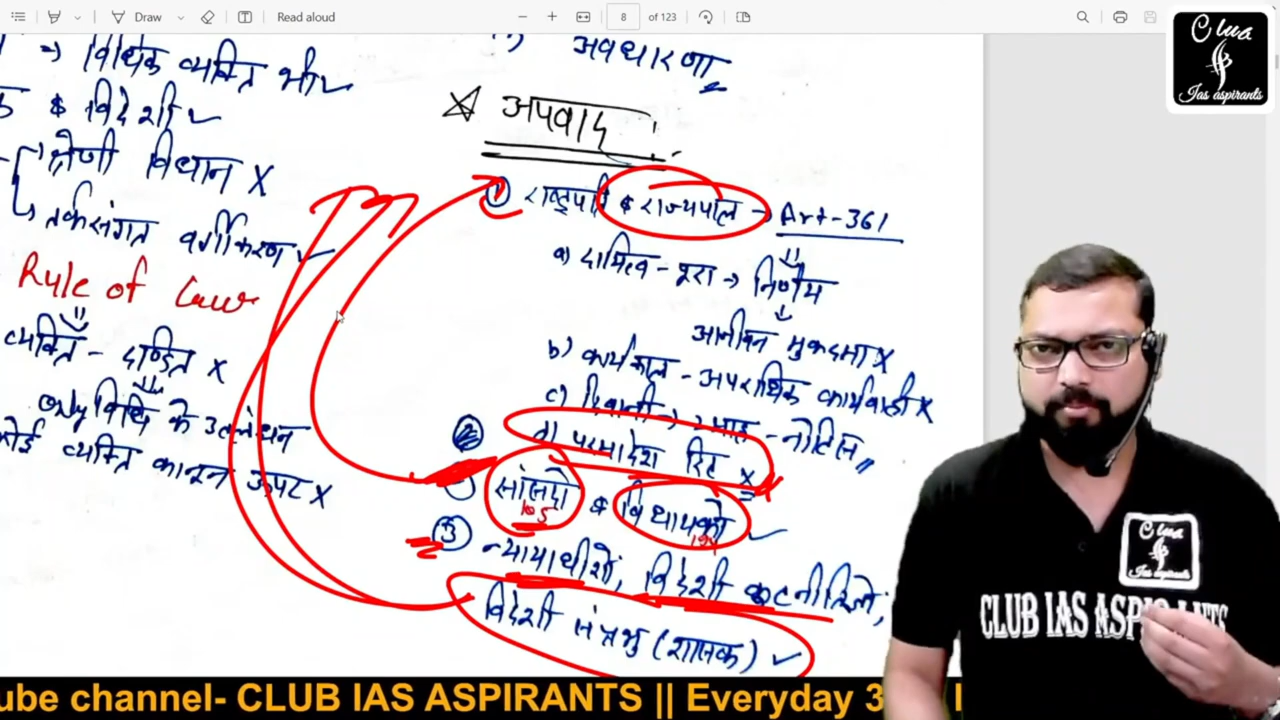 Draw
Read aloud
8 of 123
⇒ विधिक व्यक्ति भी
& विदेशी ✓
श्रेणी विधान X
तर्कसंगत वर्गीकरण ✓
Rule of Law
व्यक्ति - दण्डित X
only विधि के उल्लंघन
कोई व्यक्ति कानून ऊपर X
अवधारणा
☆ अपवाद :-
① राष्ट्रपति & राज्यपाल → Art-361
a) दायित्व - पूरा → निर्णय
आजीवन मुकदमा X
b) कार्यकाल - अपराधिक कार्यवाही X
c) दिवानी → 2 माह - नोटिस
d) परमादेश रिट X
सांसदों & विधायकों ✓
105
194
③ न्यायाधीशों, विदेशी कूटनीतिज्ञों,
विदेशी संप्रभु (शासक) ✓
Club
Ias aspirants
CLUB IAS ASPIRANTS
ube channel- CLUB IAS ASPIRANTS || Everyday 3